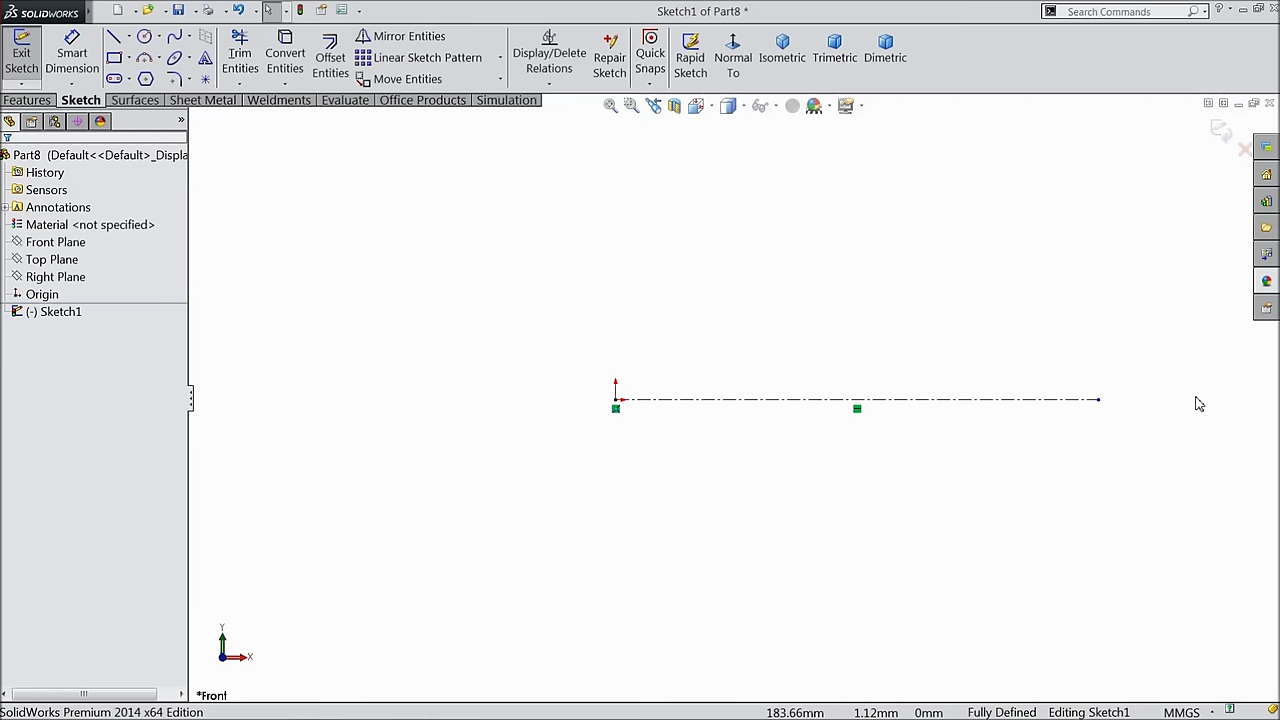 SOLIDWORKS
Sketch1 of Part8 *
Search Commands
Exit Sketch
Smart Dimension
Trim Entities
Convert Entities
Offset Entities
Mirror Entities
Linear Sketch Pattern
Move Entities
Display/Delete Relations
Repair Sketch
Quick Snaps
Rapid Sketch
Normal To
Isometric
Trimetric
Dimetric
Features
Sketch
Surfaces
Sheet Metal
Weldments
Evaluate
Office Products
Simulation
Part8 (Default<<Default>_Displa
History
Sensors
Annotations
Material <not specified>
Front Plane
Top Plane
Right Plane
Origin
(-) Sketch1
Y
X
*Front
SolidWorks Premium 2014 x64 Edition
183.66mm
1.12mm
0mm
Fully Defined
Editing Sketch1
MMGS